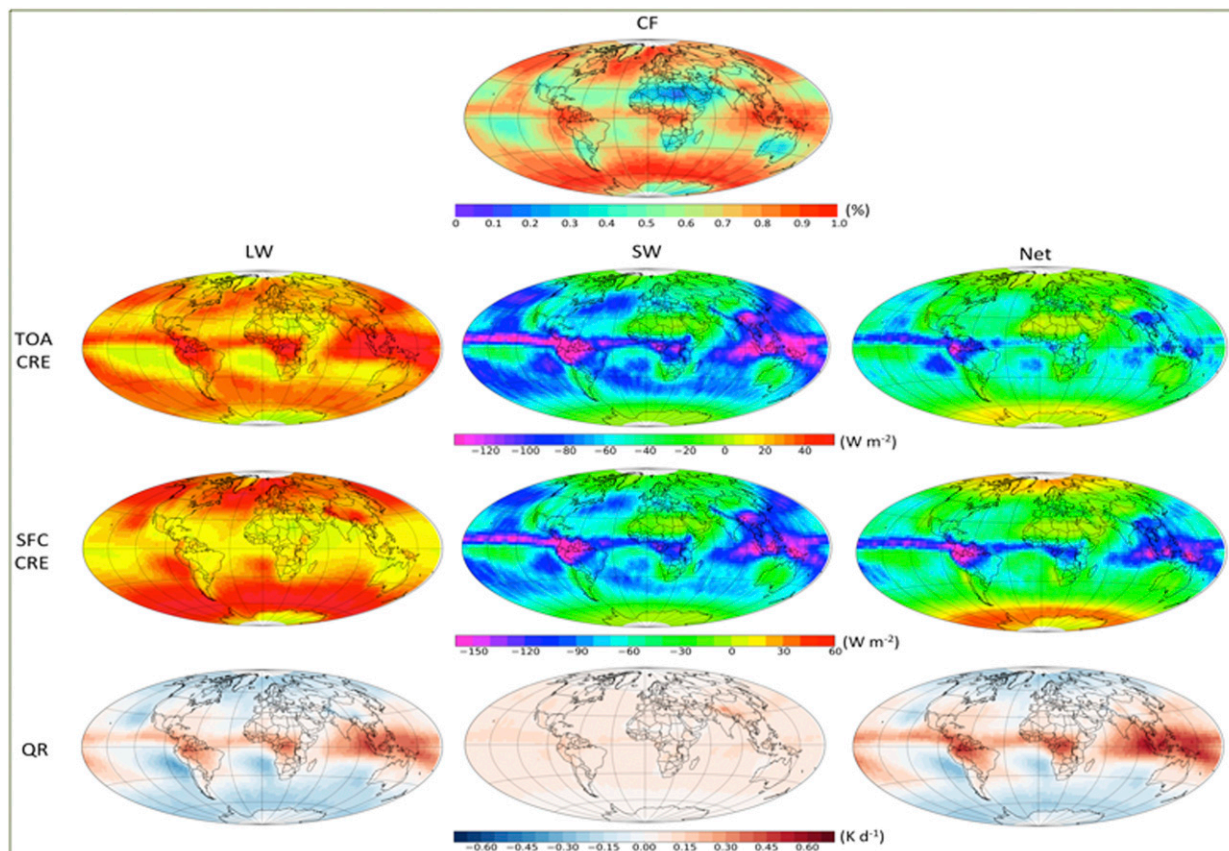 CF
0 0.1 0.2 0.3 0.4 0.5 0.6 0.7 0.8 0.9 1.0 (%)
LW SW Net
TOA
CRE
−120 −100 −80 −60 −40 −20 0 20 40 (W m⁻²)
SFC
CRE
−150 −120 −90 −60 −30 0 30 60 (W m⁻²)
QR
−0.60 −0.45 −0.30 −0.15 0.00 0.15 0.30 0.45 0.60 (K d⁻¹)